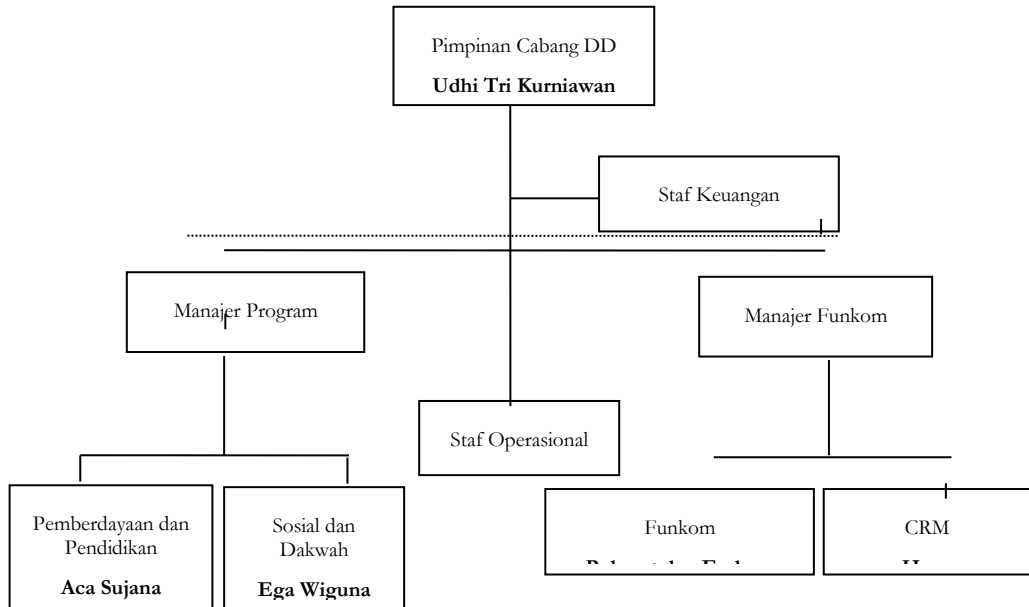 Pimpinan Cabang DD
Udhi Tri Kurniawan
Staf Keuangan
Manajer Program
Manajer Funkom
Staf Operasional
Pemberdayaan dan
Pendidikan
Aca Sujana
Sosial dan
Dakwah
Ega Wiguna
Funkom
CRM